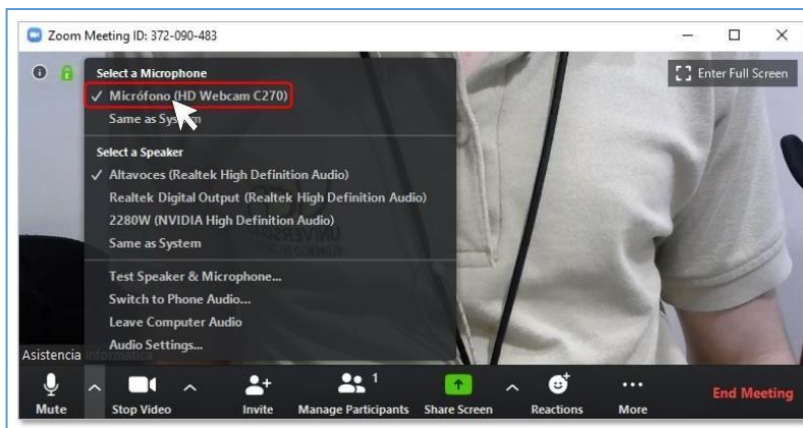 Zoom Meeting ID: 372-090-483
Enter Full Screen
Select a Microphone
✓ Micrófono (HD Webcam C270)
Same as System
Select a Speaker
✓ Altavoces (Realtek High Definition Audio)
Realtek Digital Output (Realtek High Definition Audio)
2280W (NVIDIA High Definition Audio)
Same as System
Test Speaker & Microphone...
Switch to Phone Audio...
Leave Computer Audio
Audio Settings...
Asistencia Informatica
Mute
Stop Video
Invite
Manage Participants
1
Share Screen
Reactions
More
End Meeting